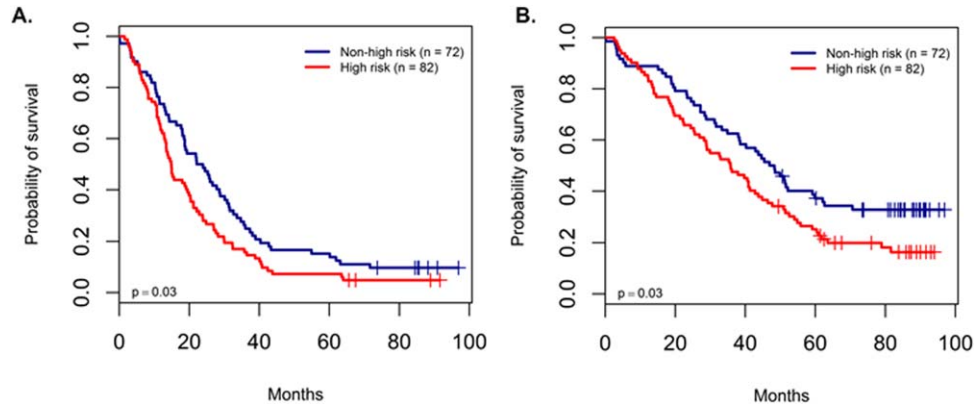 A.
Non-high risk (n = 72)
High risk (n = 82)
Probability of survival
1.0
0.8
0.6
0.4
0.2
0.0
p = 0.03
0 20 40 60 80 100
Months
B.
Non-high risk (n = 72)
High risk (n = 82)
Probability of survival
1.0
0.8
0.6
0.4
0.2
0.0
p = 0.03
0 20 40 60 80 100
Months